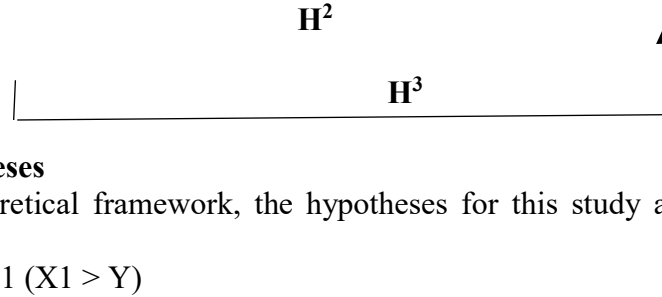 H²
H³
eses
retical framework, the hypotheses for this study a
1 (X1 > Y)